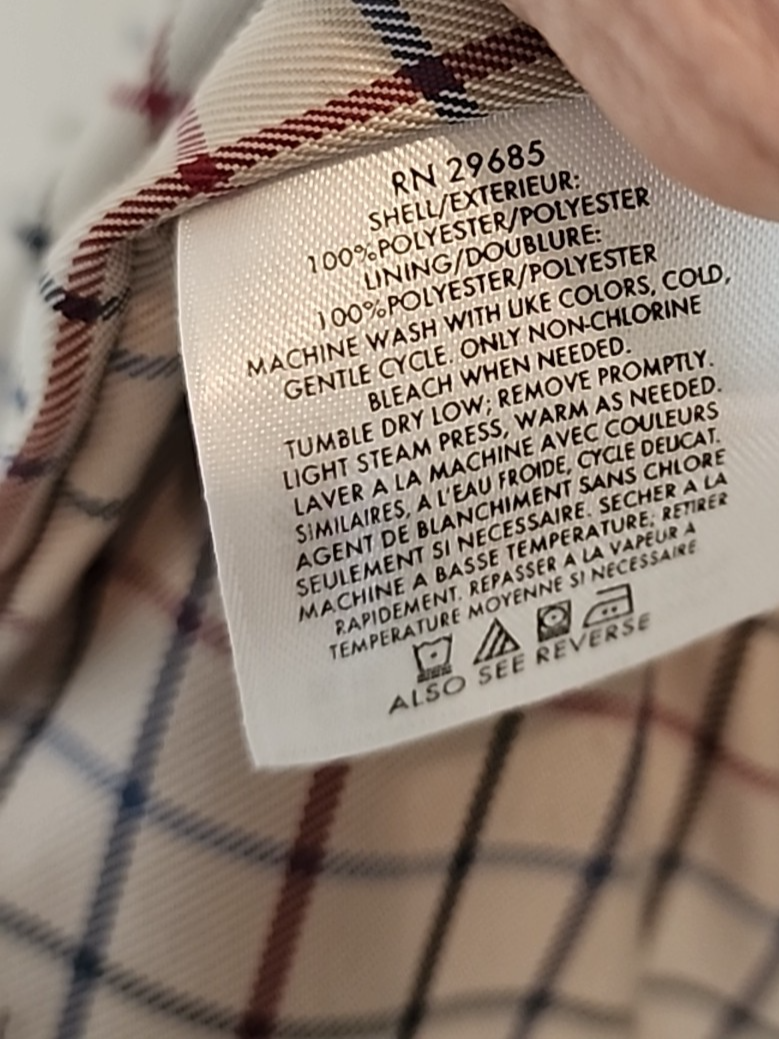 RN 29685
SHELL/EXTERIEUR:
100%POLYESTER/POLYESTER
LINING/DOUBLURE:
100%POLYESTER/POLYESTER
MACHINE WASH WITH LIKE COLORS, COLD,
GENTLE CYCLE. ONLY NON-CHLORINE
BLEACH WHEN NEEDED.
TUMBLE DRY LOW; REMOVE PROMPTLY.
LIGHT STEAM PRESS, WARM AS NEEDED.
LAVER A LA MACHINE AVEC COULEURS
SIMILAIRES, A L'EAU FROIDE, CYCLE DELICAT.
AGENT DE BLANCHIMENT SANS CHLORE
SEULEMENT SI NECESSAIRE. SECHER A LA
MACHINE A BASSE TEMPERATURE; RETIRER
RAPIDEMENT. REPASSER A LA VAPEUR A
TEMPERATURE MOYENNE SI NECESSAIRE
ALSO SEE REVERSE